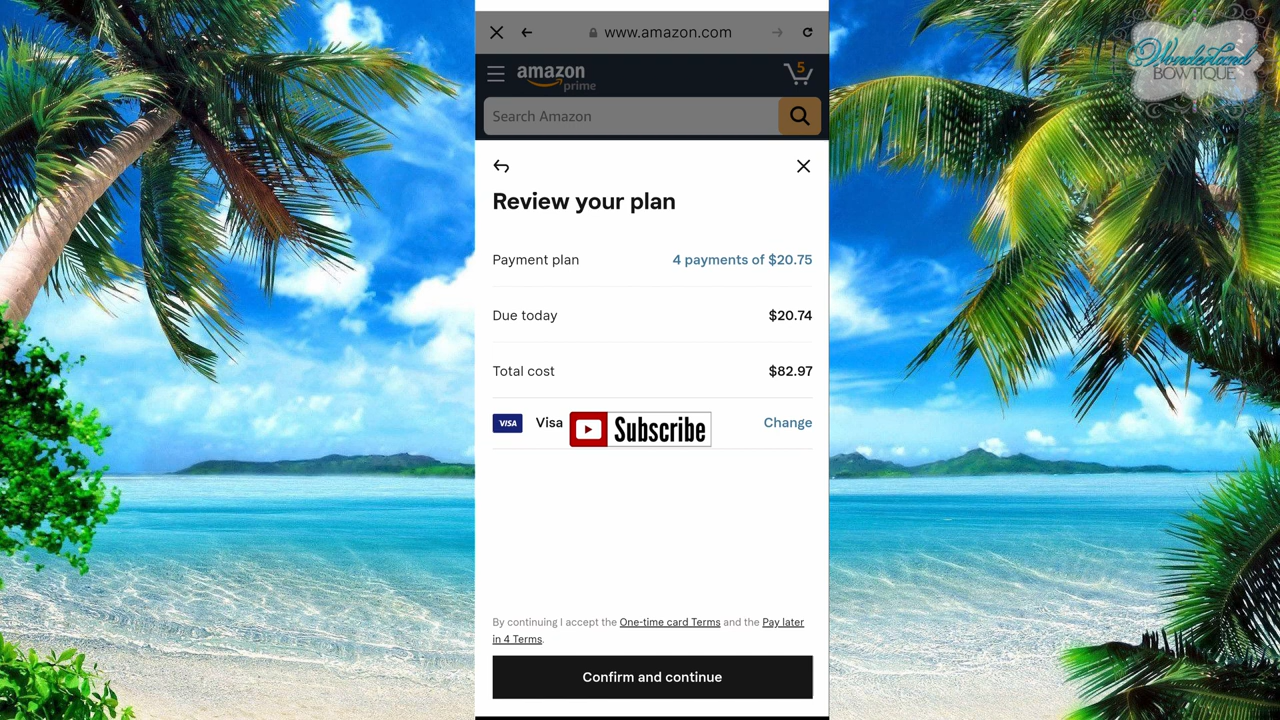 www.amazon.com
Wonderland
BOWTIQUE
amazon
prime
5
Search Amazon
Review your plan
Payment plan 4 payments of $20.75
Due today $20.74
Total cost $82.97
VISA Visa Subscribe Change
By continuing I accept the One-time card Terms and the Pay later
in 4 Terms.
Confirm and continue